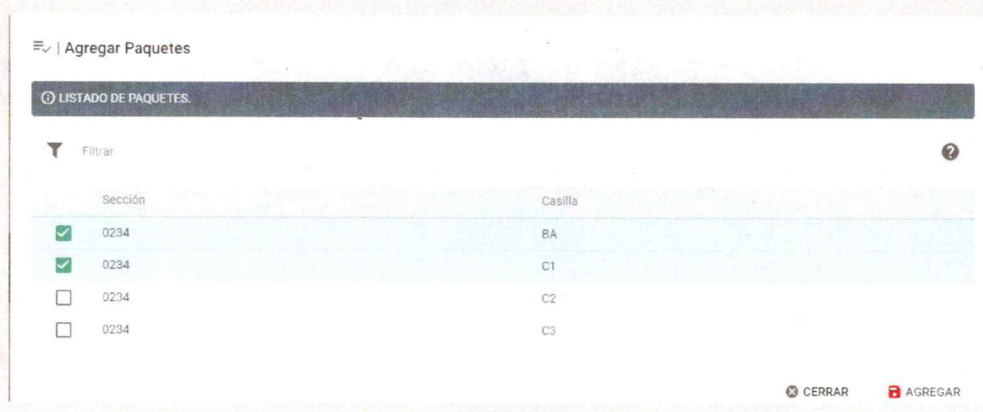 | Agregar Paquetes
LISTADO DE PAQUETES.
Filtrar
Sección Casilla
0234 BA
0234 C1
0234 C2
0234 C3
CERRAR AGREGAR